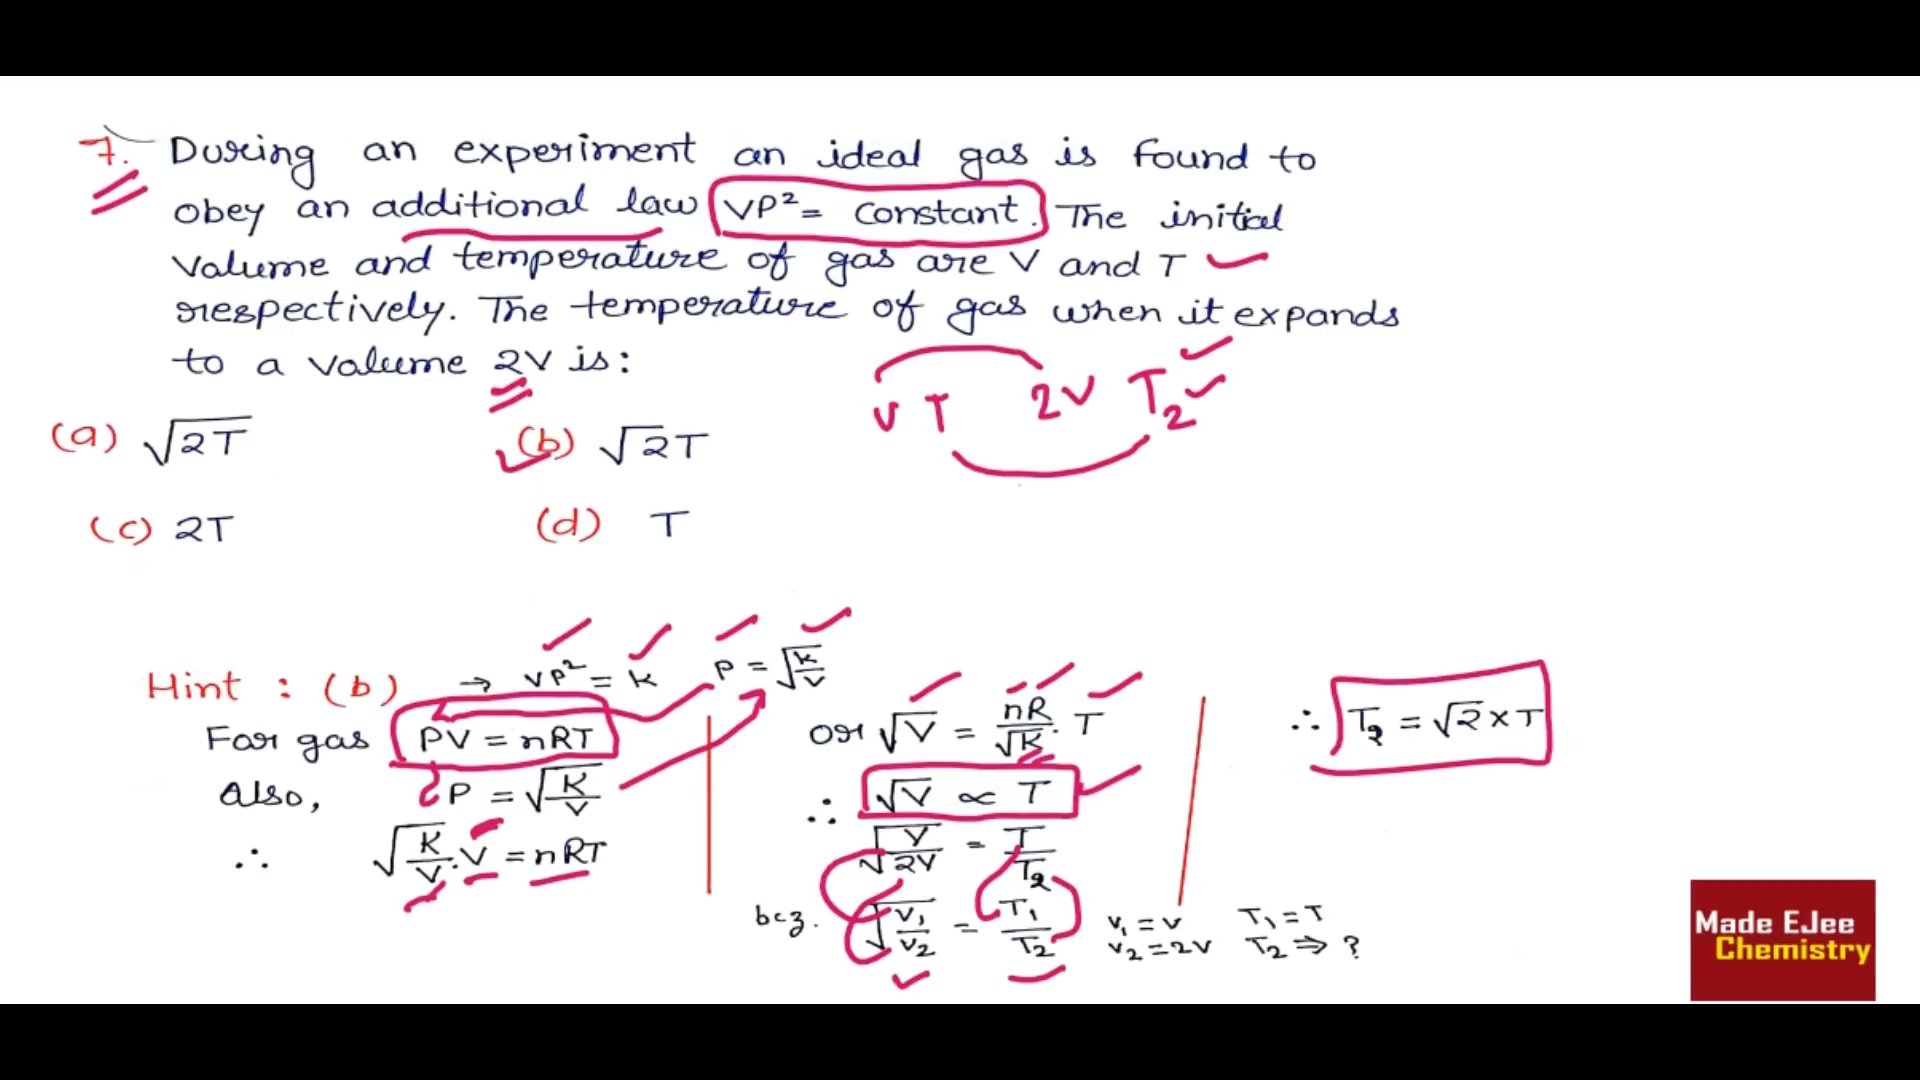 7. During an experiment an ideal gas is found to
obey an additional law VP² = Constant. The initial
Volume and temperature of gas are V and T
respectively. The temperature of gas when it expands
to a volume 2V is:
V T 2V T₂
(a) √2T (b) √2 T
(c) 2T (d) T
Hint : (b) → VP² = K P = √(K/V)
For gas PV = nRT
Also, P = √(K/V)
∴ √(K/V) . V = nRT
or √V = nR/√K . T
∴ √V ∝ T
√(V/2V) = T/T₂
bcz. √(V₁/V₂) = T₁/T₂
V₁ = V T₁ = T
V₂ = 2V T₂ ⇒ ?
∴ T₂ = √2 × T
Made EJee
Chemistry